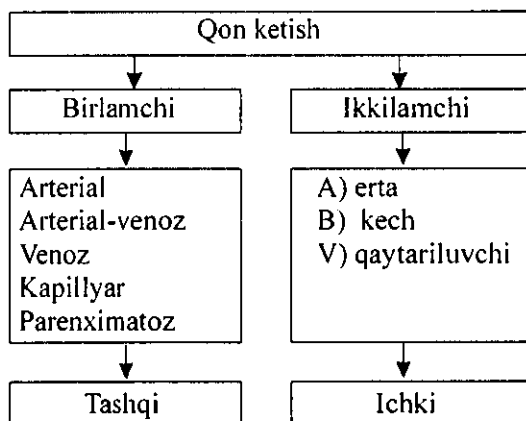 Qon ketish
Birlamchi
Ikkilamchi
Arterial
Arterial-venoz
Venoz
Kapillyar
Parenximatoz
A) erta
B) kech
V) qaytariluvchi
Tashqi
Ichki